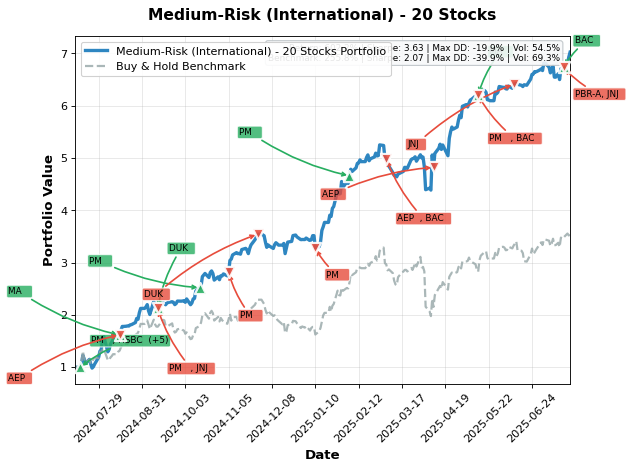 Medium-Risk (International) - 20 Stocks
Medium-Risk (International) - 20 Stocks Portfolio
Buy & Hold Benchmark
: 3.63 | Max DD: -19.9% | Vol: 54.5%
: 2.07 | Max DD: -39.9% | Vol: 69.3%
BAC
PBR-A, JNJ
PM
JNJ
PM , BAC
AEP
AEP , BAC
DUK
PM
PM
MA
DUK
PM
PM
SBC (+5)
PM , JNJ
AEP
Portfolio Value
7
6
5
4
3
2
1
2024-07-29
2024-08-31
2024-10-03
2024-11-05
2024-12-08
2025-01-10
2025-02-12
2025-03-17
2025-04-19
2025-05-22
2025-06-24
Date